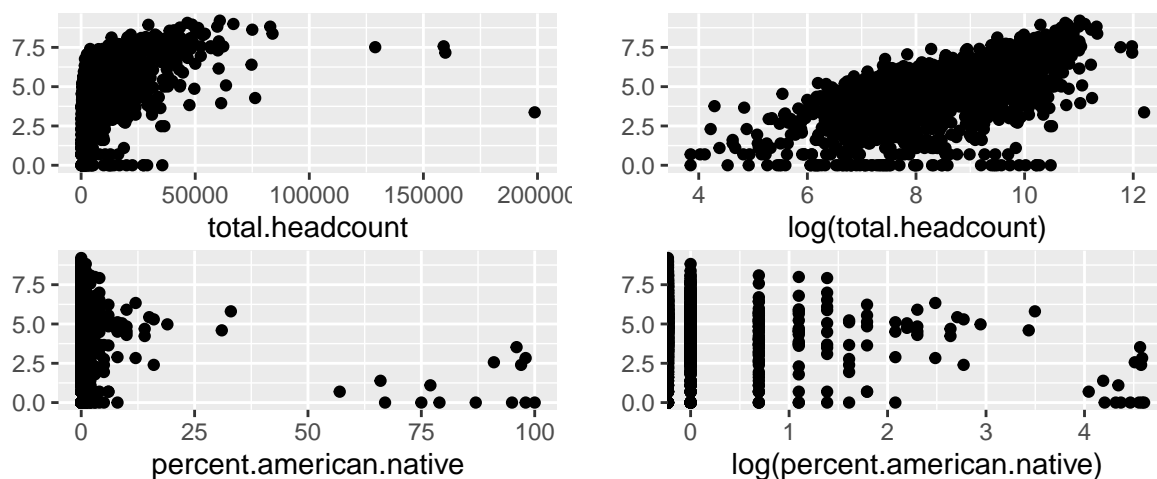 7.5
5.0
2.5
0.0
0 50000 100000 150000 200000
total.headcount
7.5
5.0
2.5
0.0
4 6 8 10 12
log(total.headcount)
7.5
5.0
2.5
0.0
0 25 50 75 100
percent.american.native
7.5
5.0
2.5
0.0
0 1 2 3 4
log(percent.american.native)